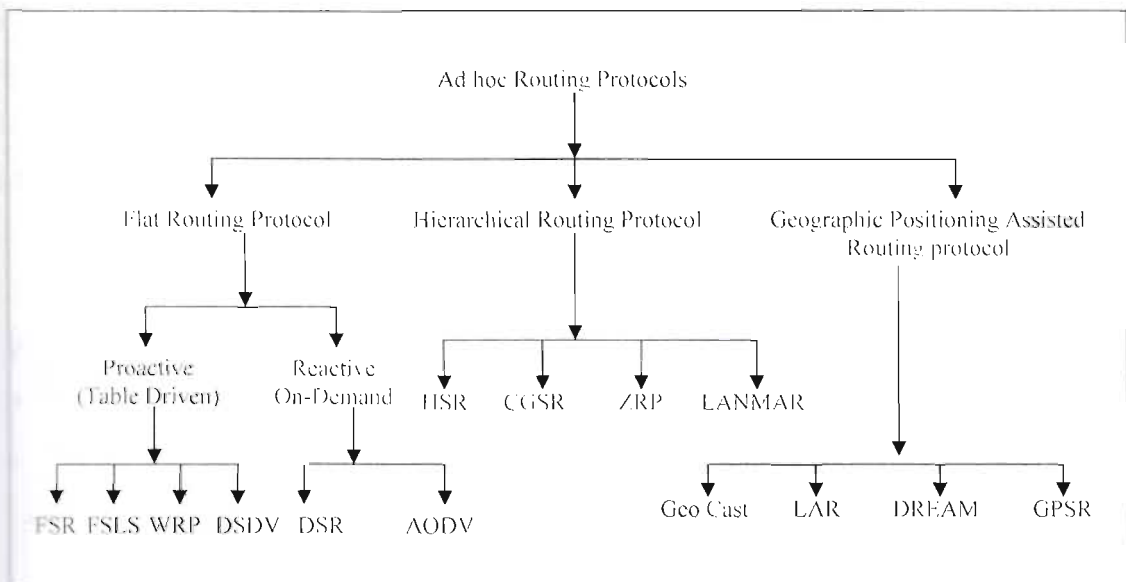 Ad hoc Routing Protocols
Flat Routing Protocol
Hierarchical Routing Protocol
Geographic Positioning Assisted
Routing protocol
Proactive
(Table Driven)
Reactive
On-Demand
HSR CGSR ZRP LANMAR
FSR FSLS WRP DSDV DSR AODV
Geo Cast LAR DREAM GPSR